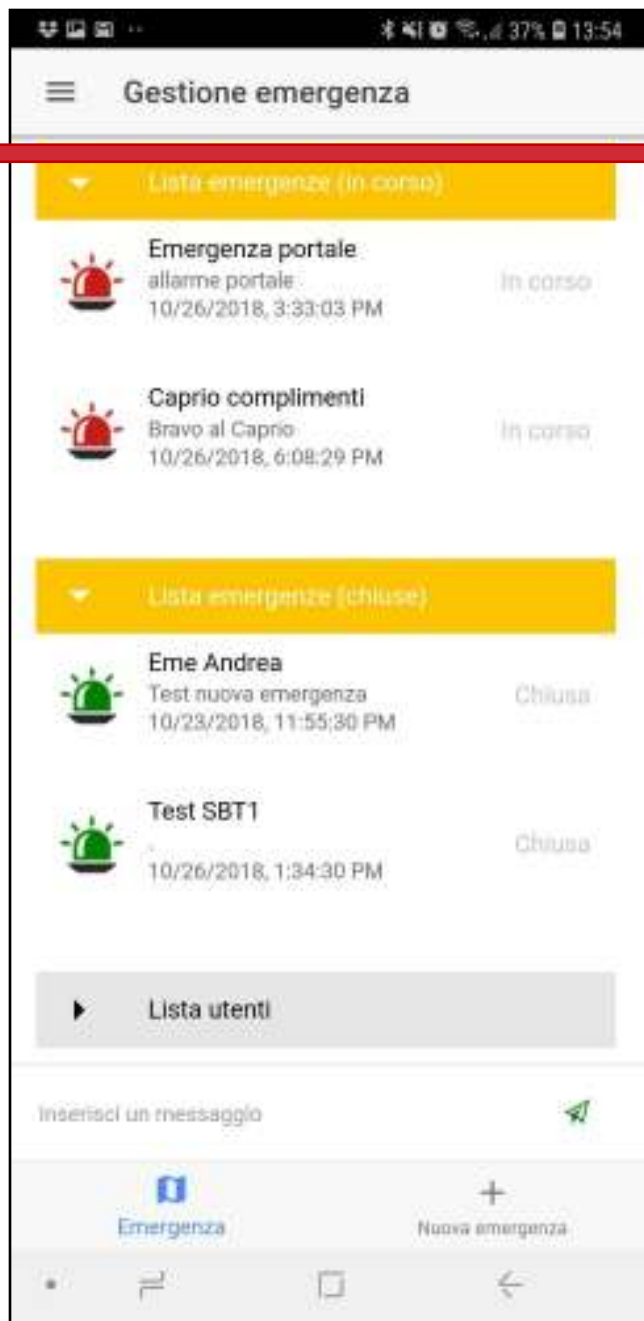 37% 13:54
Gestione emergenza
Lista emergenze (in corso)
Emergenza portale
allarme portale
In corso
10/26/2018, 3:33:03 PM
Caprio complimenti
Bravo al Caprio
In corso
10/26/2018, 6:08:29 PM
Lista emergenze (chiuse)
Eme Andrea
Test nuova emergenza
Chiusa
10/23/2018, 11:55:30 PM
Test SBT1
.
Chiusa
10/26/2018, 1:34:30 PM
Lista utenti
Inserisci un messaggio
Emergenza
Nuova emergenza